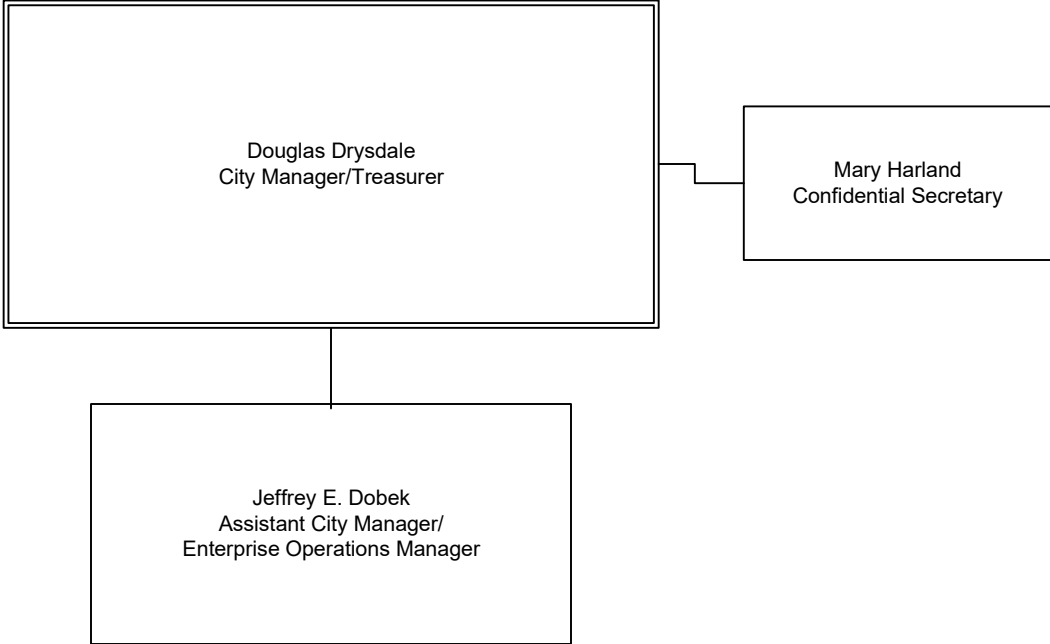 Douglas Drysdale
City Manager/Treasurer
Mary Harland
Confidential Secretary
Jeffrey E. Dobek
Assistant City Manager/
Enterprise Operations Manager